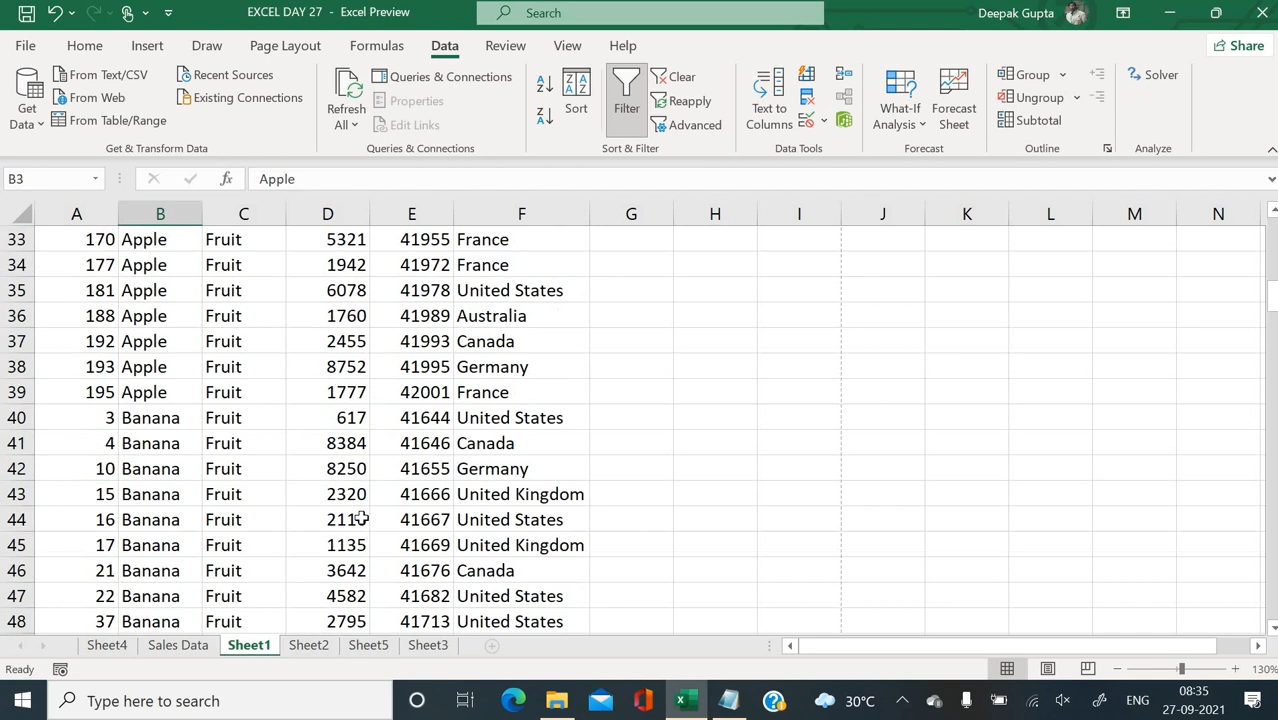 EXCEL DAY 27 - Excel Preview
Search
Deepak Gupta
File Home Insert Draw Page Layout Formulas Data Review View Help Share
Get Data
From Text/CSV
From Web
From Table/Range
Recent Sources
Existing Connections
Get & Transform Data
Refresh All
Queries & Connections
Properties
Edit Links
Queries & Connections
Sort
Filter
Clear
Reapply
Advanced
Sort & Filter
Text to Columns
Data Tools
What-If Analysis
Forecast Sheet
Forecast
Group
Ungroup
Subtotal
Outline
Solver
Analyze
B3 fx Apple
A B C D E F G H I J K L M N
33 170 Apple Fruit 5321 41955 France
34 177 Apple Fruit 1942 41972 France
35 181 Apple Fruit 6078 41978 United States
36 188 Apple Fruit 1760 41989 Australia
37 192 Apple Fruit 2455 41993 Canada
38 193 Apple Fruit 8752 41995 Germany
39 195 Apple Fruit 1777 42001 France
40 3 Banana Fruit 617 41644 United States
41 4 Banana Fruit 8384 41646 Canada
42 10 Banana Fruit 8250 41655 Germany
43 15 Banana Fruit 2320 41666 United Kingdom
44 16 Banana Fruit 41667 United States
45 17 Banana Fruit 1135 41669 United Kingdom
46 21 Banana Fruit 3642 41676 Canada
47 22 Banana Fruit 4582 41682 United States
48 37 Banana Fruit 2795 41713 United States
Sheet4 Sales Data Sheet1 Sheet2 Sheet5 Sheet3
Ready 130%
Type here to search
30°C
ENG
08:35
27-09-2021